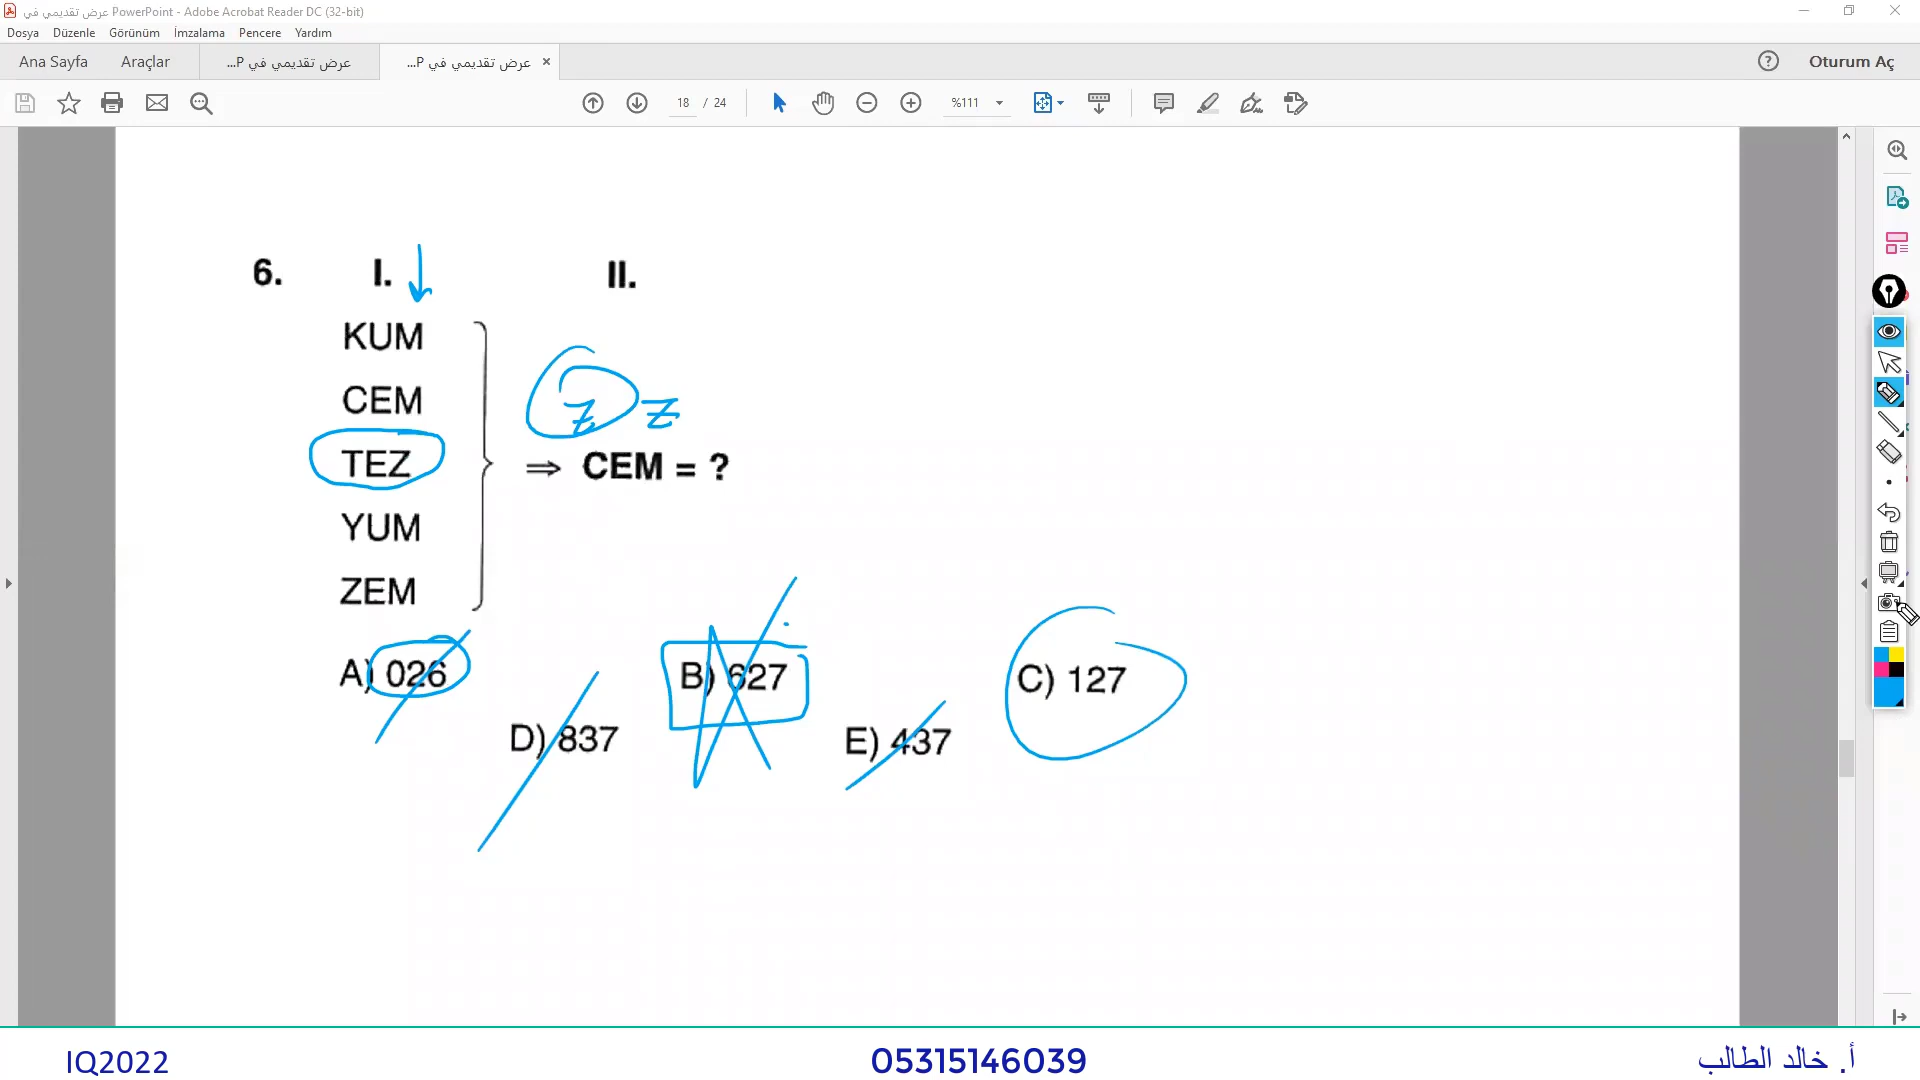 عرض تقديمي في PowerPoint - Adobe Acrobat Reader DC (32-bit)
Dosya Düzenle Görünüm İmzalama Pencere Yardım
Ana Sayfa Araçlar عرض تقديمي في P... عرض تقديمي في P... Oturum Aç
18 / 24 %111
6. I. II.
KUM
CEM
z z
TEZ
⇒ CEM = ?
YUM
ZEM
A) 026 B) 627 C) 127
D) 837 E) 437
IQ2022 05315146039 أ. خالد الطالب